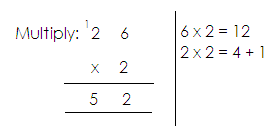 Multiply: ¹2 6
x 2
5 2
6 x 2 = 12
2 x 2 = 4 + 1